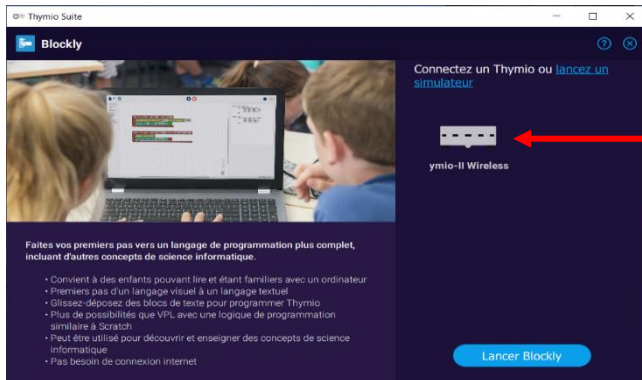 Thymio Suite
Blockly
Connectez un Thymio ou lancez un
simulateur
ymio-II Wireless
Faites vos premiers pas vers un langage de programmation plus complet,
incluant d'autres concepts de science informatique.
• Convient à des enfants pouvant lire et étant familiers avec un ordinateur
• Premiers pas d'un langage visuel à un langage textuel
• Glissez-déposez des blocs de texte pour programmer Thymio
• Plus de possibilités que VPL avec une logique de programmation
similaire à Scratch
• Peut être utilisé pour découvrir et enseigner des concepts de science
informatique
• Pas besoin de connexion internet
Lancer Blockly